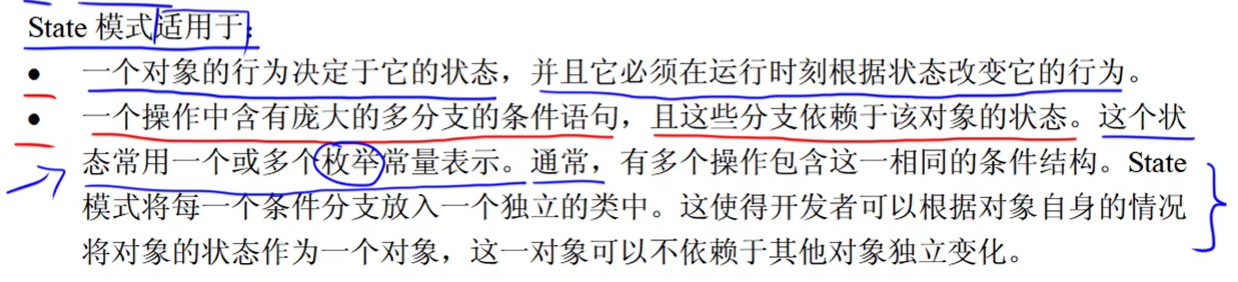 State 模式适用于：
● 一个对象的行为决定于它的状态，并且它必须在运行时刻根据状态改变它的行为。
● 一个操作中含有庞大的多分支的条件语句，且这些分支依赖于该对象的状态。这个状
态常用一个或多个枚举常量表示。通常，有多个操作包含这一相同的条件结构。State
模式将每一个条件分支放入一个独立的类中。这使得开发者可以根据对象自身的情况
将对象的状态作为一个对象，这一对象可以不依赖于其他对象独立变化。